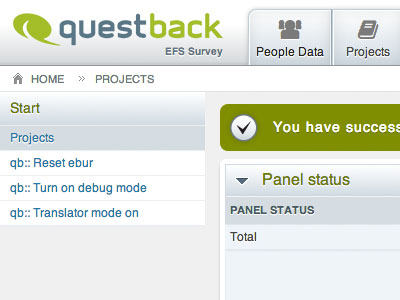 questback
EFS Survey
People Data
Projects
HOME » PROJECTS
Start
Projects
qb:: Reset ebur
qb:: Turn on debug mode
qb:: Translator mode on
You have success
Panel status
PANEL STATUS
Total